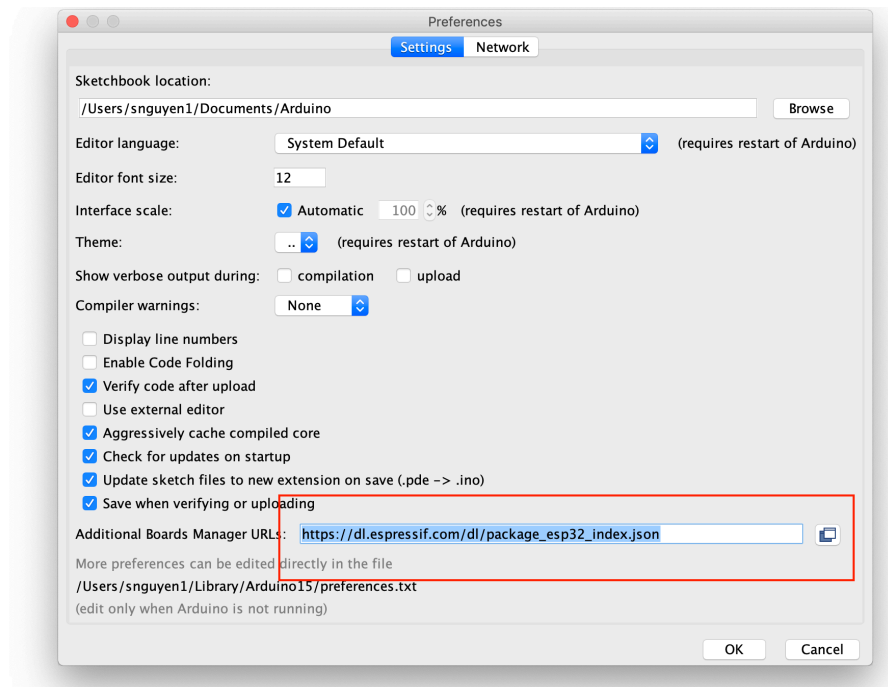 Preferences
Settings Network
Sketchbook location:
/Users/snguyen1/Documents/Arduino Browse
Editor language: System Default (requires restart of Arduino)
Editor font size: 12
Interface scale: Automatic 100 % (requires restart of Arduino)
Theme: .. (requires restart of Arduino)
Show verbose output during: compilation upload
Compiler warnings: None
Display line numbers
Enable Code Folding
Verify code after upload
Use external editor
Aggressively cache compiled core
Check for updates on startup
Update sketch files to new extension on save (.pde -> .ino)
Save when verifying or uploading
Additional Boards Manager URLs: https://dl.espressif.com/dl/package_esp32_index.json
More preferences can be edited directly in the file
/Users/snguyen1/Library/Arduino15/preferences.txt
(edit only when Arduino is not running)
OK Cancel